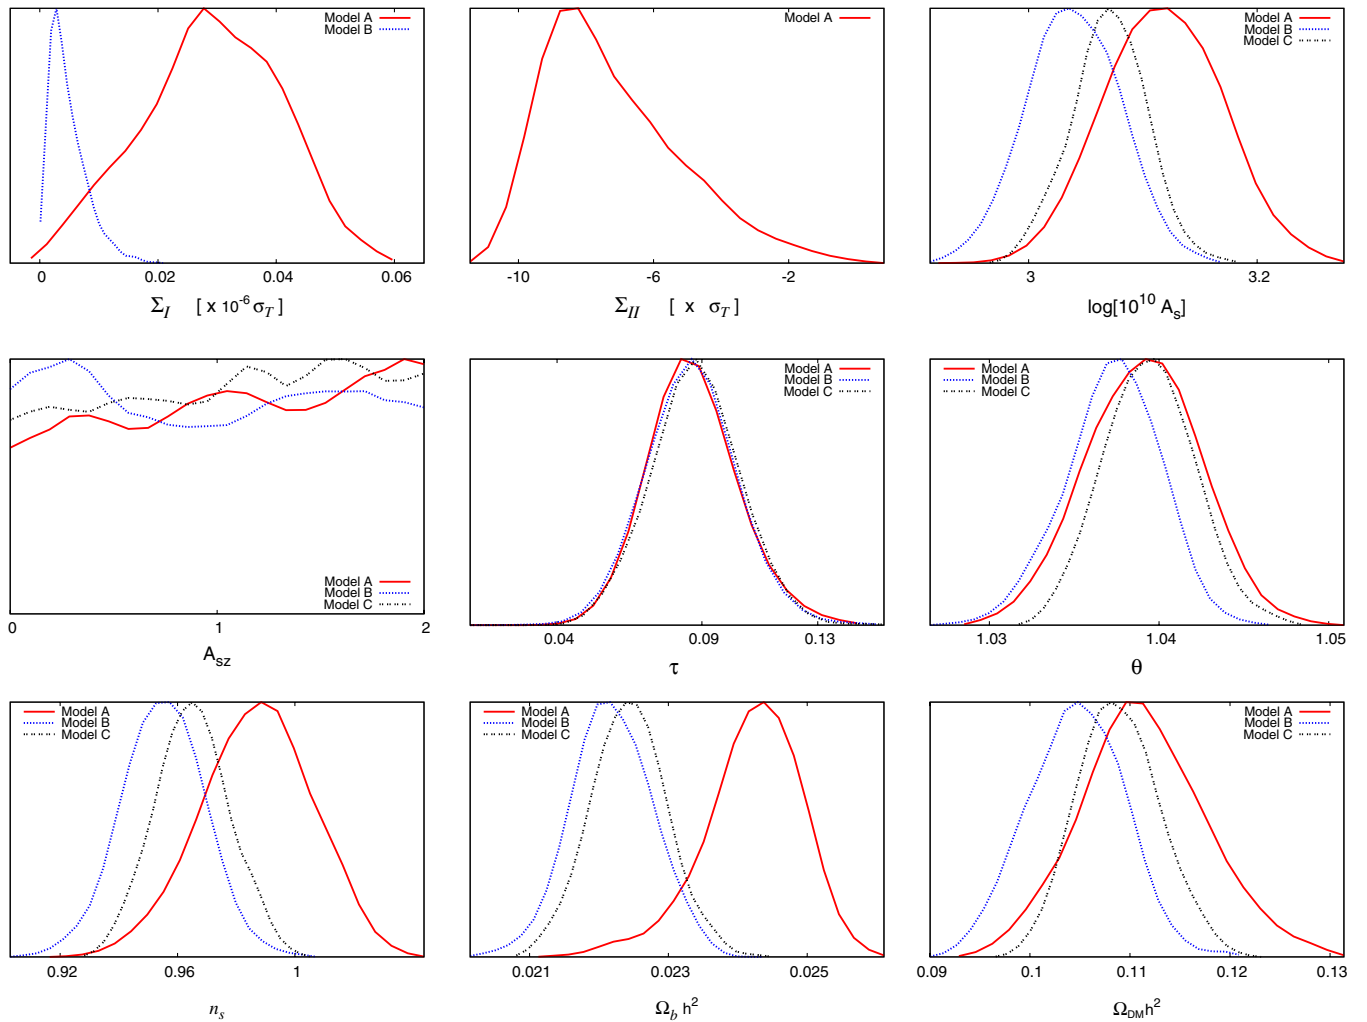 Model A
Model B
0 0.02 0.04 0.06
Σ_I [ x 10⁻⁶ σ_T ]
Model A
-10 -6 -2
Σ_II [ x σ_T ]
Model A
Model B
Model C
3 3.2
log[10¹⁰ A_s]
Model A
Model B
Model C
0 1 2
A_sz
Model A
Model B
Model C
0.04 0.09 0.13
τ
Model A
Model B
Model C
1.03 1.04 1.05
θ
Model A
Model B
Model C
0.92 0.96 1
n_s
Model A
Model B
Model C
0.021 0.023 0.025
Ω_b h²
Model A
Model B
Model C
0.09 0.1 0.11 0.12 0.13
Ω_DM h²